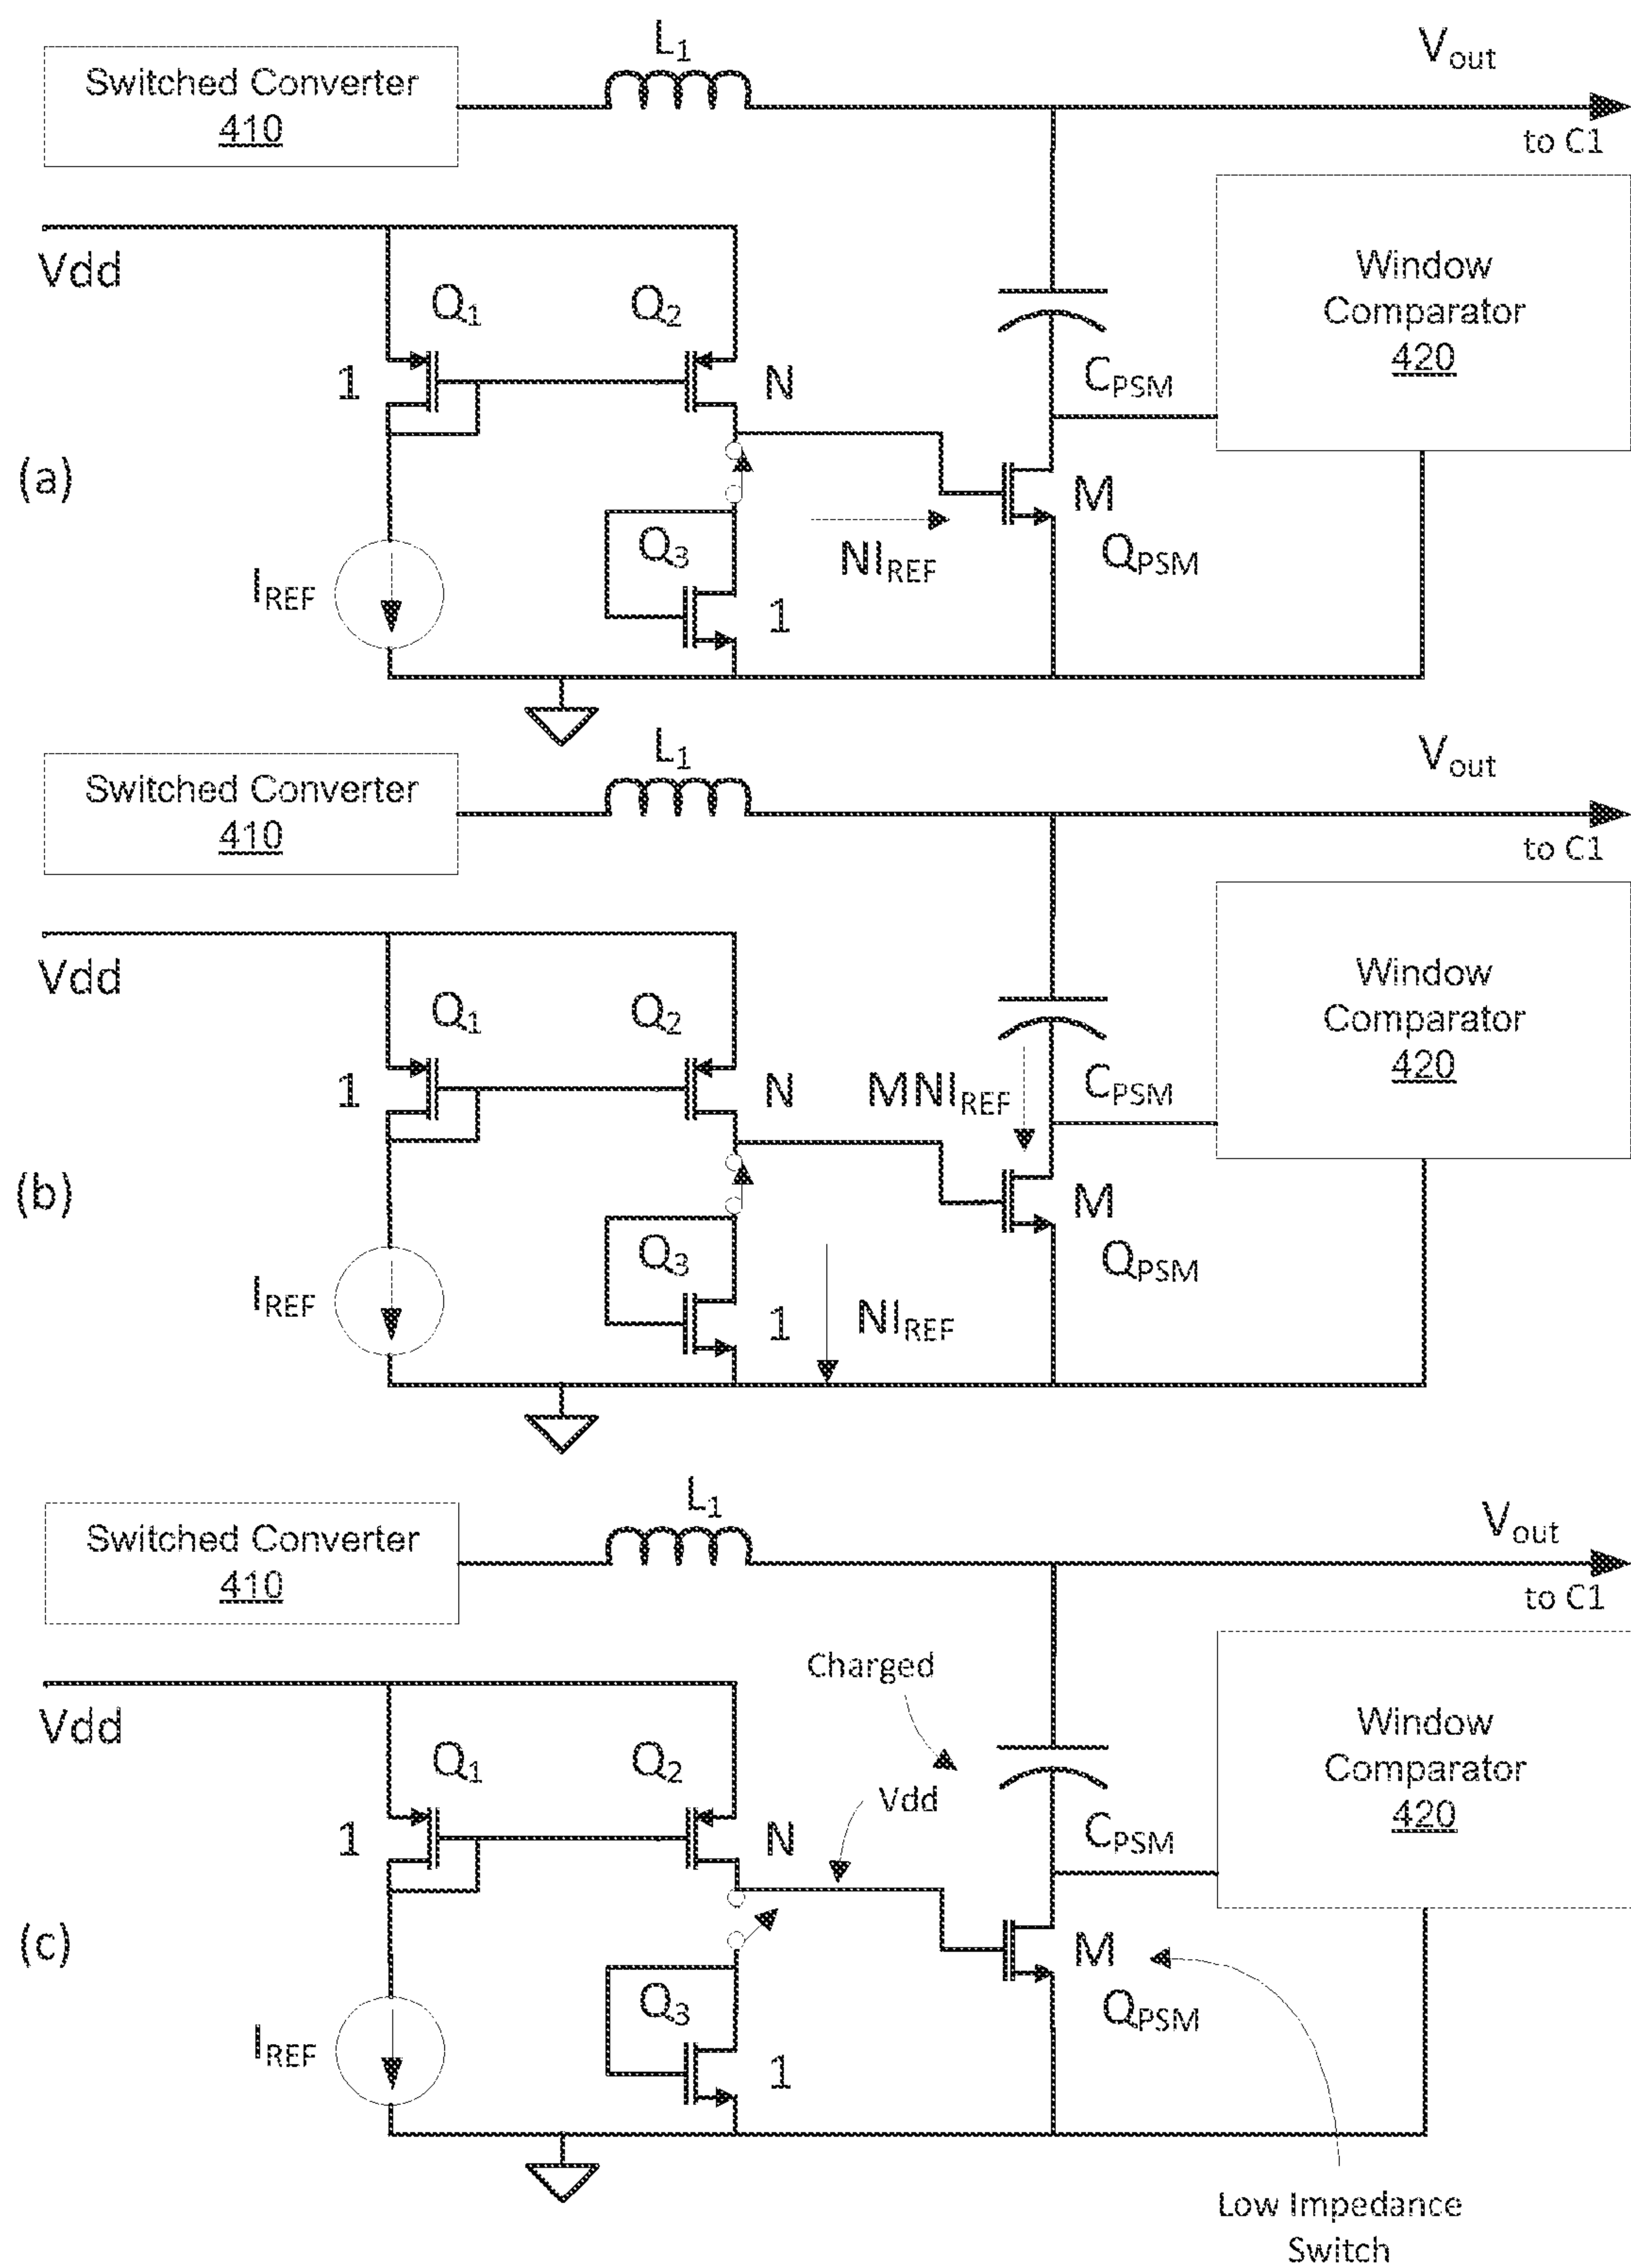 L1
Vout
Switched Converter
410
to C1
Vdd
Q1
Q2
Window
Comparator
420
1
N
CPSM
(a)
M
Q3
NIREF
QPSM
IREF
1
L1
Vout
Switched Converter
410
to C1
Vdd
Q1
Q2
Window
Comparator
420
1
N
MNIREF
CPSM
(b)
M
Q3
QPSM
IREF
1
NIREF
L1
Vout
Switched Converter
410
to C1
Charged
Vdd
Q1
Q2
Vdd
Window
Comparator
420
1
N
CPSM
(c)
M
Q3
QPSM
IREF
1
Low Impedance
Switch